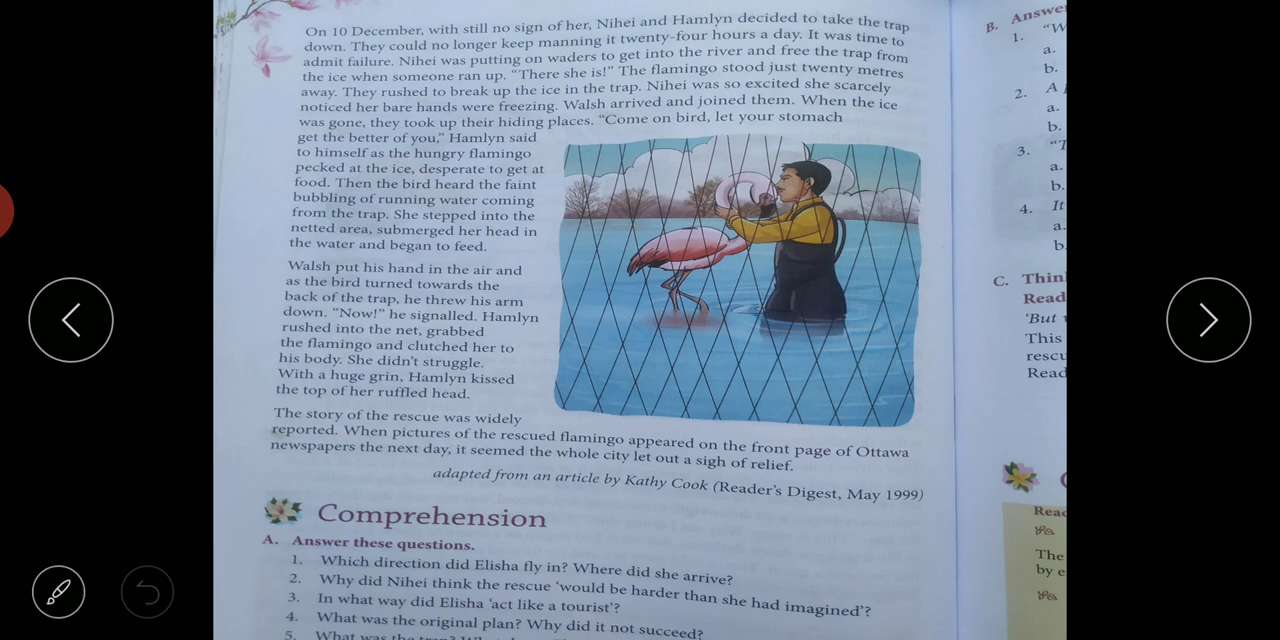 On 10 December, with still no sign of her, Nihei and Hamlyn decided to take the trap
down. They could no longer keep manning it twenty-four hours a day. It was time to
admit failure. Nihei was putting on waders to get into the river and free the trap from
the ice when someone ran up. “There she is!” The flamingo stood just twenty metres
away. They rushed to break up the ice in the trap. Nihei was so excited she scarcely
noticed her bare hands were freezing. Walsh arrived and joined them. When the ice
was gone, they took up their hiding places. “Come on bird, let your stomach
get the better of you,” Hamlyn said
to himself as the hungry flamingo
pecked at the ice, desperate to get at
food. Then the bird heard the faint
bubbling of running water coming
from the trap. She stepped into the
netted area, submerged her head in
the water and began to feed.
Walsh put his hand in the air and
as the bird turned towards the
back of the trap, he threw his arm
down. “Now!” he signalled. Hamlyn
rushed into the net, grabbed
the flamingo and clutched her to
his body. She didn’t struggle.
With a huge grin, Hamlyn kissed
the top of her ruffled head.
The story of the rescue was widely
reported. When pictures of the rescued flamingo appeared on the front page of Ottawa
newspapers the next day, it seemed the whole city let out a sigh of relief.
adapted from an article by Kathy Cook (Reader’s Digest, May 1999)
Comprehension
A. Answer these questions.
1. Which direction did Elisha fly in? Where did she arrive?
2. Why did Nihei think the rescue ‘would be harder than she had imagined’?
3. In what way did Elisha ‘act like a tourist’?
4. What was the original plan? Why did it not succeed?
5. What was the trap?
B. Answe
1. “W
a.
b.
2. A
a.
b.
3. “T
a.
b.
4. It
a.
b.
C. Thin
Read
‘But
This
rescu
Read
Read
The
by e